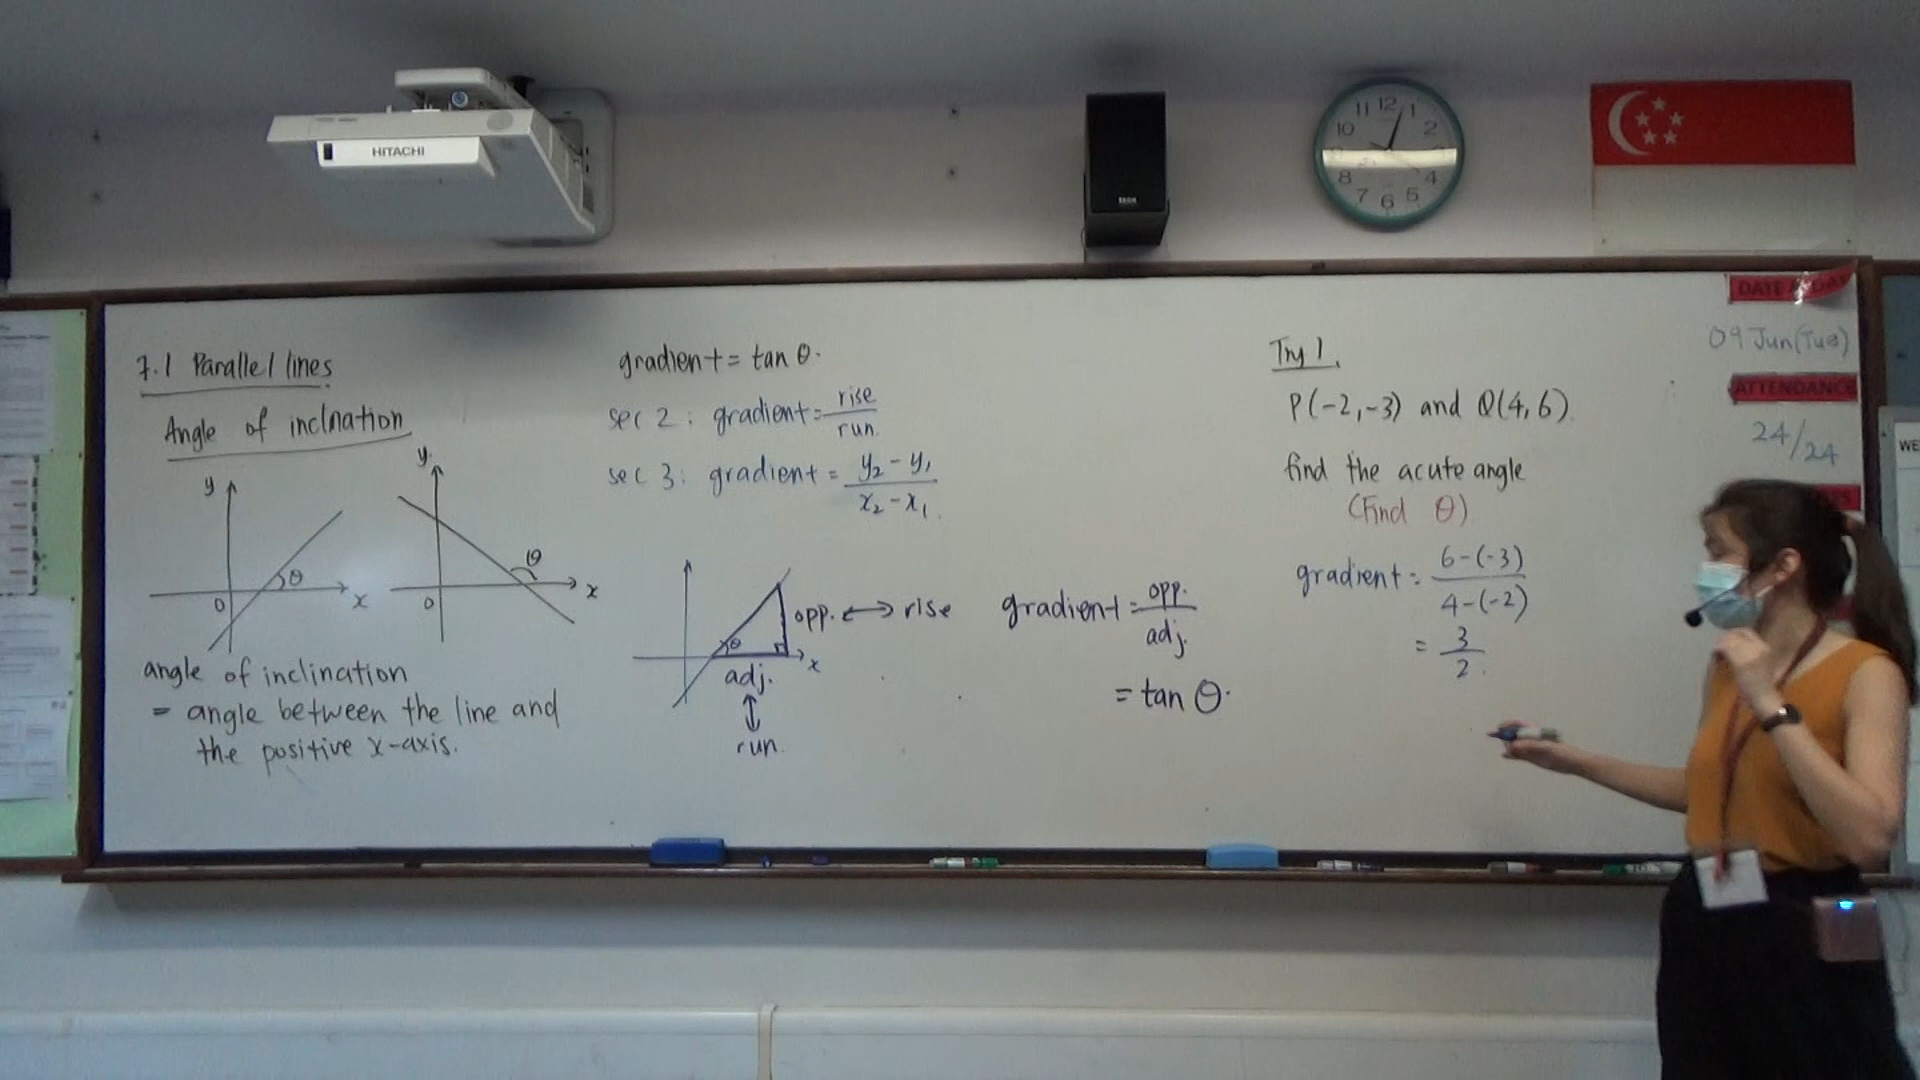 HITACHI
11 12 1
10 2
8 4
7 6 5
7.1 Parallel lines
Angle of inclnation
y
θ
0
x
y
θ
0
x
angle of inclination
= angle between the line and
the positive x-axis.
gradient = tan θ.
sec 2 : gradient = rise/run.
sec 3 : gradient = y₂ - y₁ / x₂ - x₁.
θ
x
opp. ↔ rise
adj.
↕
run.
gradient = opp./adj.
= tan θ.
Try 1.
P(-2,-3) and Q(4,6).
find the acute angle
(Find θ)
gradient = 6-(-3) / 4-(-2)
= 3/2.
DATE & DAY
09 Jun(Tue)
ATTENDANCE
24/24
WE